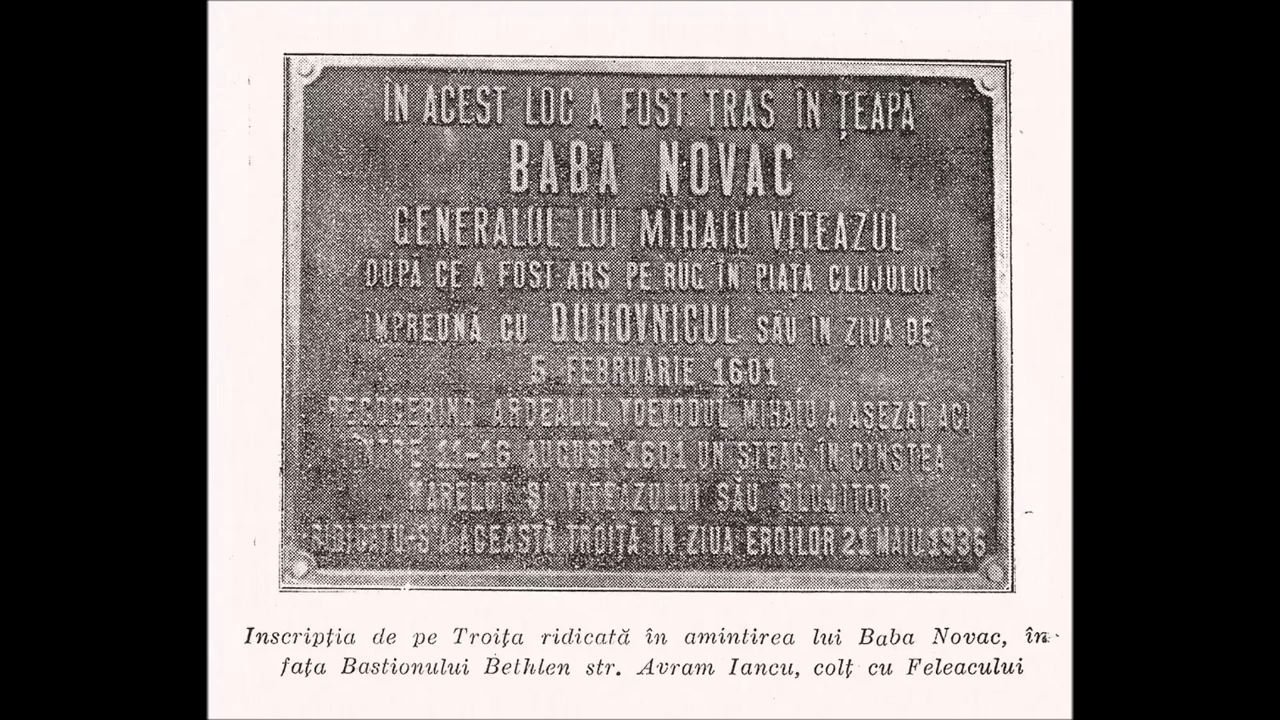 ÎN ACEST LOC A FOST TRAS ÎN ȚEAPĂ
BABA NOVAC
GENERALUL LUI MIHAIU VITEAZUL
DUPĂ CE A FOST ARS PE RUG ÎN PIAȚA CLUJULUI
ÎMPREUNĂ CU DUHOVNICUL SĂU ÎN ZIUA DE
5 FEBRUARIE 1601
RECUCERIND ARDEALUL VOEVODUL MIHAIU A AȘEZAT ACI
ÎNTRE 11-16 AUGUST 1601 UN STEAG ÎN CINSTEA
MARELUI ȘI VITEAZULUI SĂU SLUJITOR
RIDICATU-S'A ACEASTĂ TROIȚĂ ÎN ZIUA EROILOR 21 MAIU 1936
Inscripția de pe Troița ridicată în amintirea lui Baba Novac, în
fața Bastionului Bethlen str. Avram Iancu, colț cu Feleacului